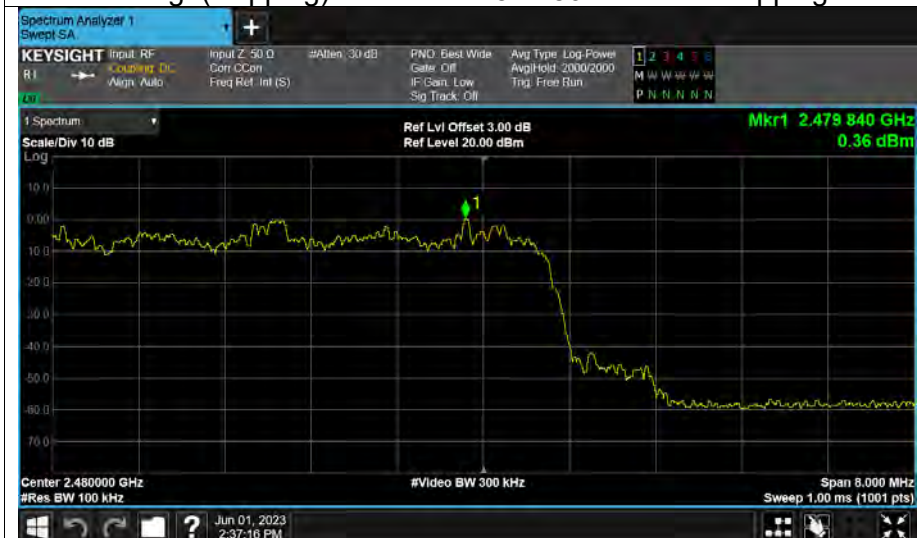 Spectrum Analyzer 1
Swept SA
+
KEYSIGHT Input: RF Input Z: 50 Ω #Atten: 30 dB PNO: Best Wide Avg Type: Log-Power 1 2 3 4 5 6
RL Coupling: DC Corr CCorr Gate: Off Avg|Hold: 2000/2000 M W W W W W
Align: Auto Freq Ref: Int (S) IF Gain: Low Trig: Free Run
Sig Track: Off P N N N N N
1 Spectrum
Ref Lvl Offset 3.00 dB Mkr1 2.479 840 GHz
Scale/Div 10 dB Ref Level 20.00 dBm 0.36 dBm
Log
10.0
1
0.00
-10.0
-20.0
-30.0
-40.0
-50.0
-60.0
-70.0
Center 2.480000 GHz #Video BW 300 kHz Span 8.000 MHz
#Res BW 100 kHz Sweep 1.00 ms (1001 pts)
? Jun 01, 2023
2:37:16 PM